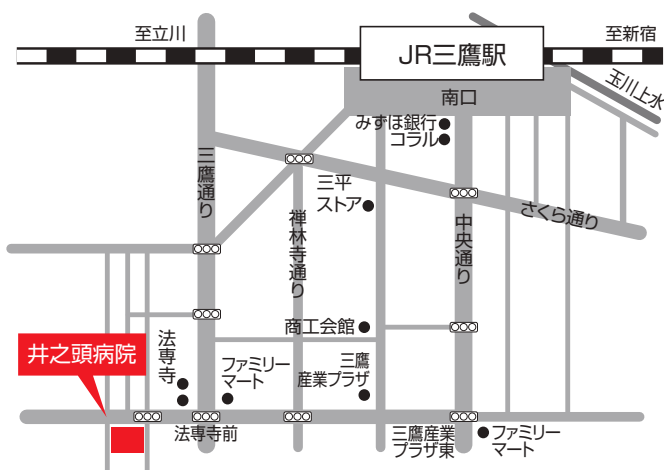 至立川
至新宿
JR三鷹駅
玉川上水
南口
みずほ銀行
コラル
三鷹通り
三平
ストア
さくら通り
禅林寺通り
中央通り
商工会館
井之頭病院
法専寺
ファミリー
マート
三鷹
産業プラザ
法専寺前
三鷹産業
プラザ東
ファミリー
マート